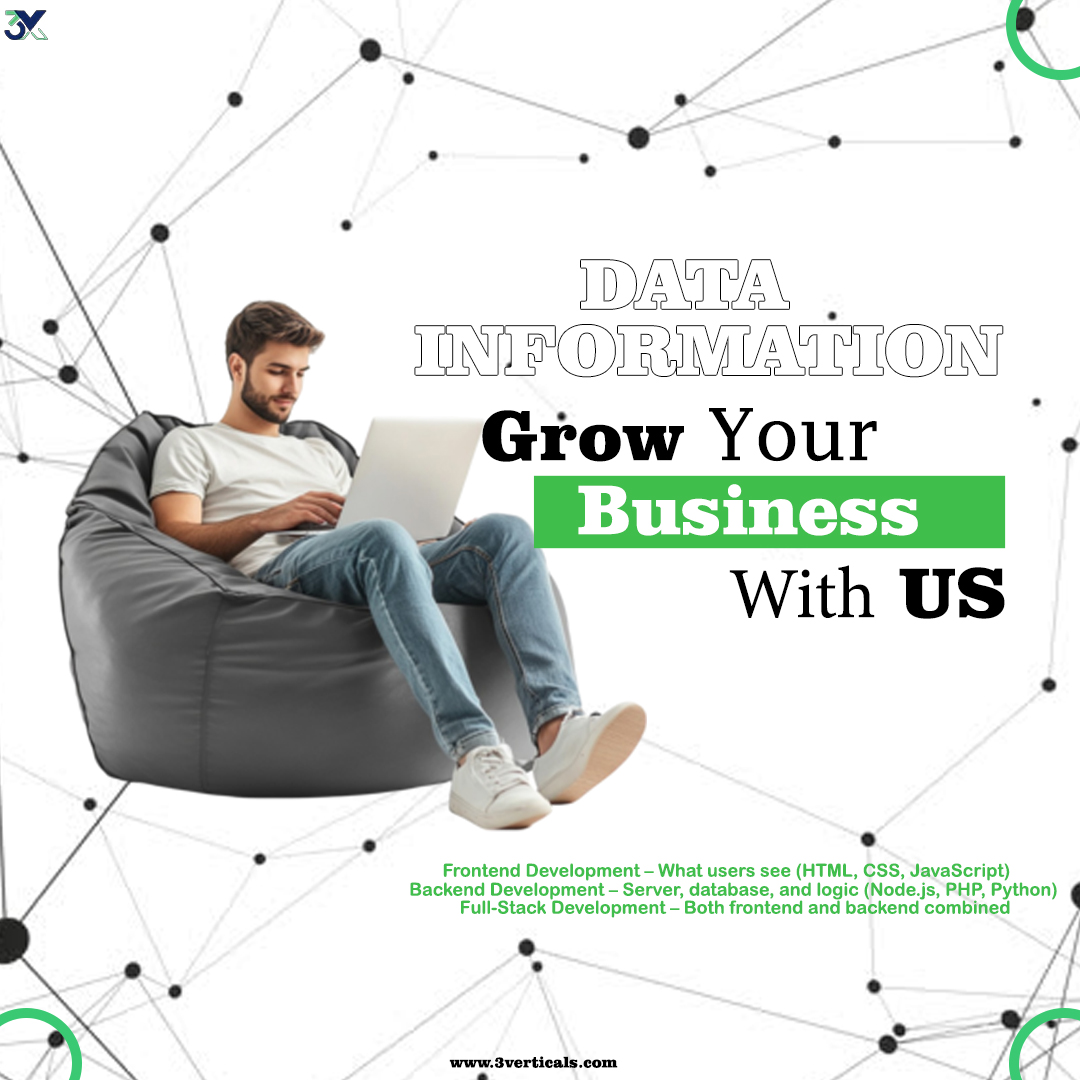 3X
DATA
INFORMATION
Grow Your
Business
With US
Frontend Development – What users see (HTML, CSS, JavaScript)
Backend Development – Server, database, and logic (Node.js, PHP, Python)
Full-Stack Development – Both frontend and backend combined
www.3verticals.com